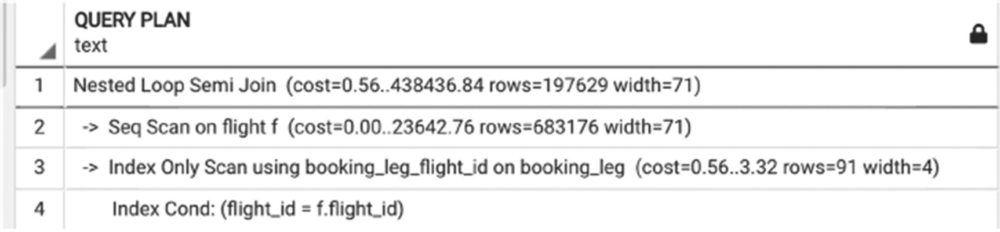 QUERY PLAN
text
1 Nested Loop Semi Join (cost=0.56..438436.84 rows=197629 width=71)
2 -> Seq Scan on flight f (cost=0.00..23642.76 rows=683176 width=71)
3 -> Index Only Scan using booking_leg_flight_id on booking_leg (cost=0.56..3.32 rows=91 width=4)
4 Index Cond: (flight_id = f.flight_id)